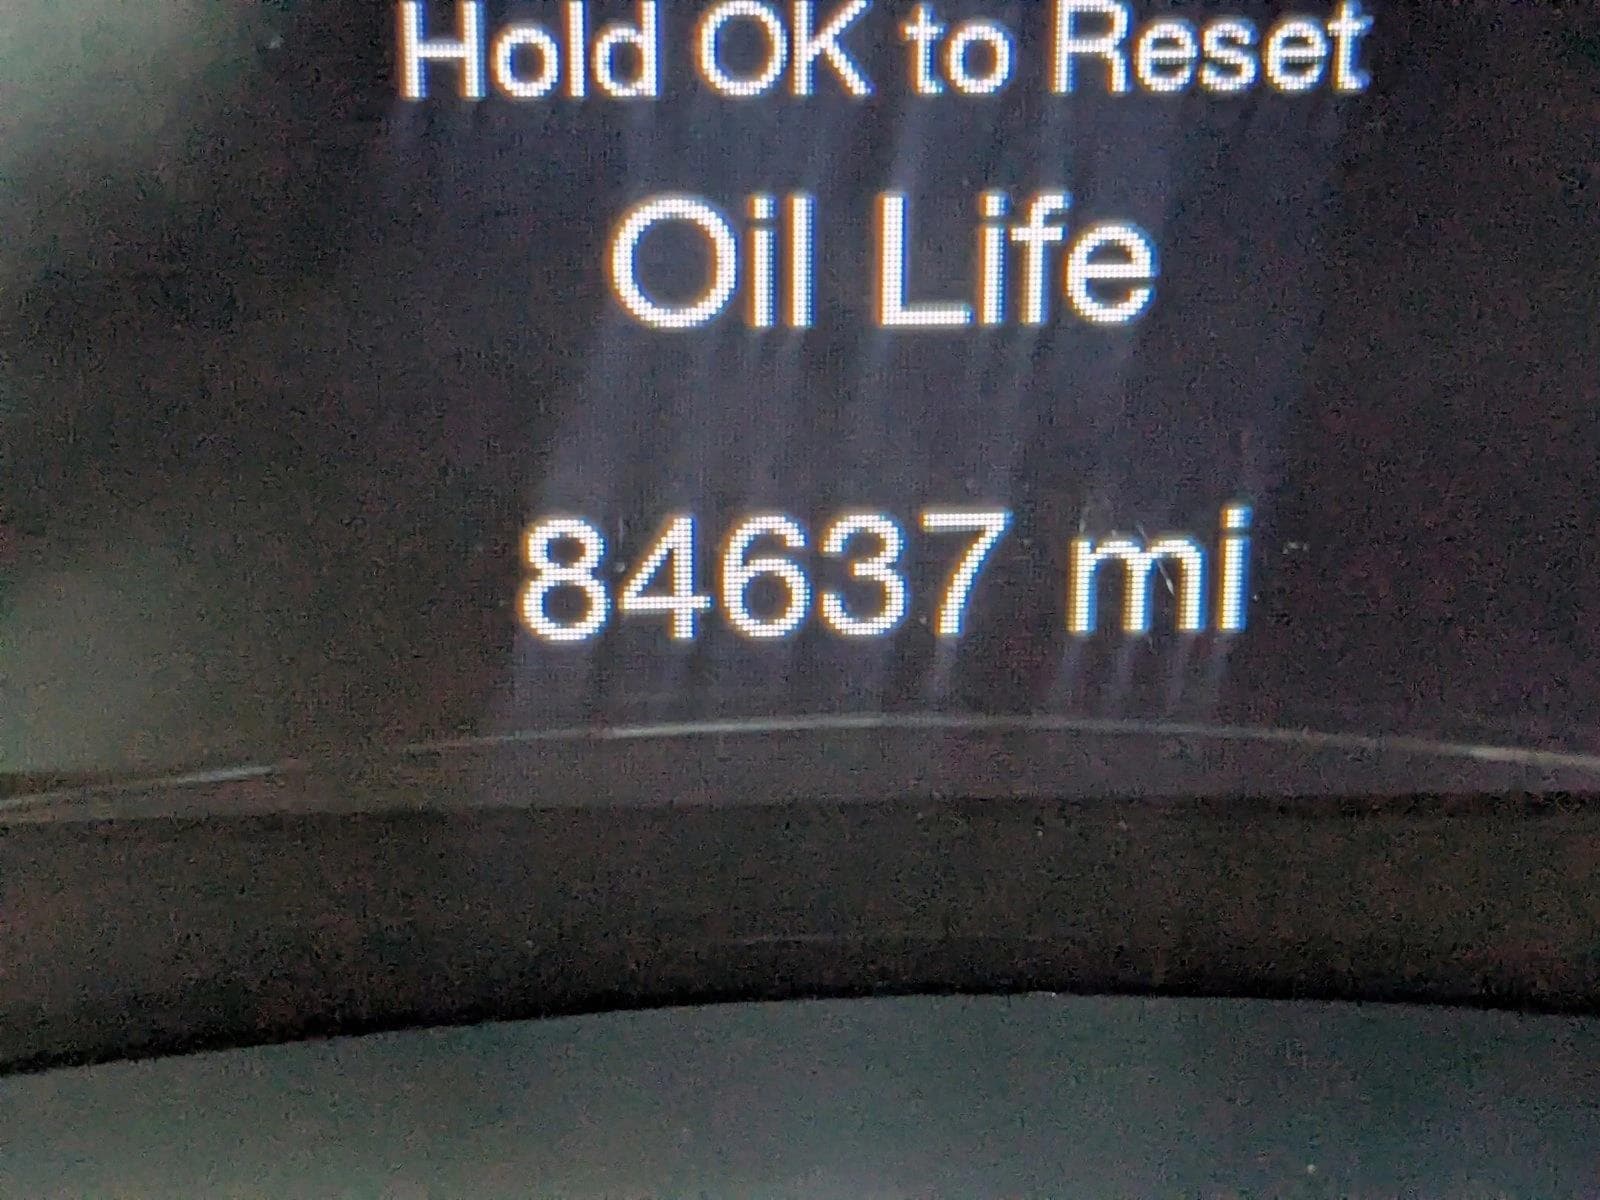 Hold OK to Reset
Oil Life
84637 mi